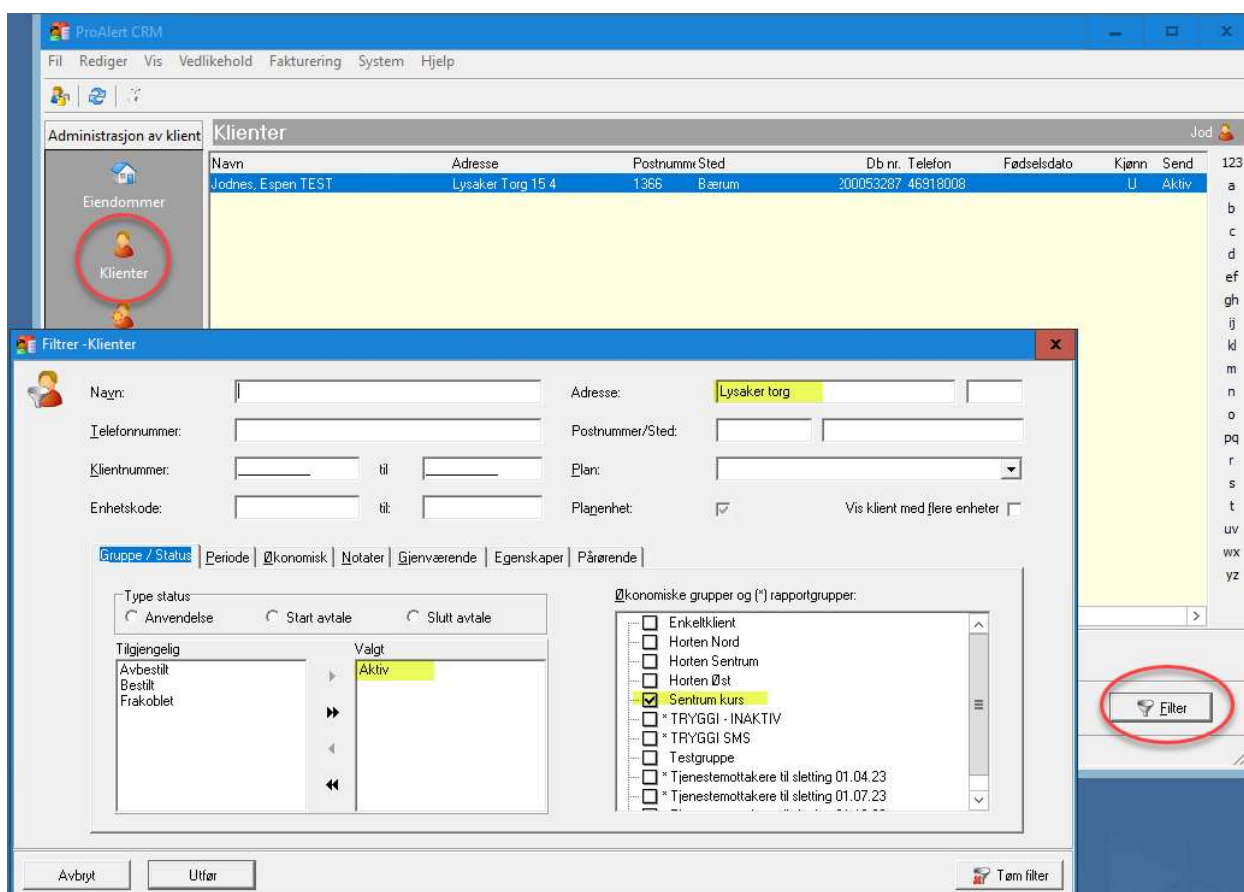 ProAlert CRM
Fil Rediger Vis Vedlikehold Fakturering System Hjelp
Administrasjon av klient
Klienter
Jod
Navn Adresse Postnumme Sted Db nr. Telefon Fødselsdato Kjønn Send
Jodnes, Espen TEST Lysaker Torg 15 4 1366 Bærum 200053287 46918008 U Aktiv
Eiendommer
Klienter
123
a
b
c
d
ef
gh
ij
kl
m
n
o
pq
r
s
t
uv
wx
yz
Filter
Filtrer -Klienter
Navn: Adresse: Lysaker torg
Telefonnummer: Postnummer/Sted:
Klientnummer: til Plan:
Enhetskode: til: Planenhet: Vis klient med flere enheter
Gruppe / Status Periode Økonomisk Notater Gjenværende Egenskaper Pårørende
Type status
Anvendelse Start avtale Slutt avtale
Tilgjengelig
Avbestilt
Bestilt
Frakoblet
Valgt
Aktiv
Økonomiske grupper og (*) rapportgrupper:
Enkeltklient
Horten Nord
Horten Sentrum
Horten Øst
Sentrum kurs
* TRYGGI - INAKTIV
* TRYGGI SMS
Testgruppe
* Tjenestemottakere til sletting 01.04.23
* Tjenestemottakere til sletting 01.07.23
Avbryt Utfør Tøm filter